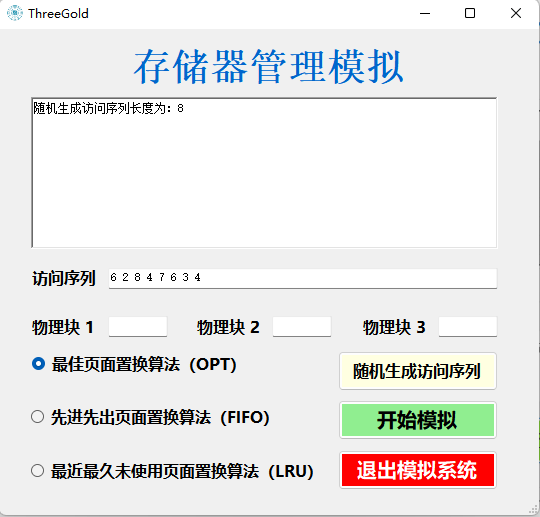 ThreeGold
存储器管理模拟
随机生成访问序列长度为：8
访问序列 6 2 8 4 7 6 3 4
物理块 1 物理块 2 物理块 3
最佳页面置换算法（OPT）
随机生成访问序列
先进先出页面置换算法（FIFO）
开始模拟
最近最久未使用页面置换算法（LRU）
退出模拟系统